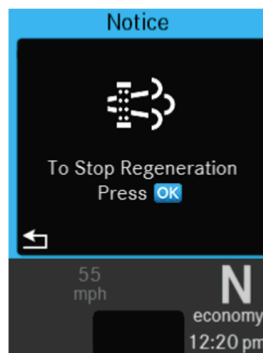 Notice
To Stop Regeneration
Press OK
55
mph
N
economy
12:20 pm